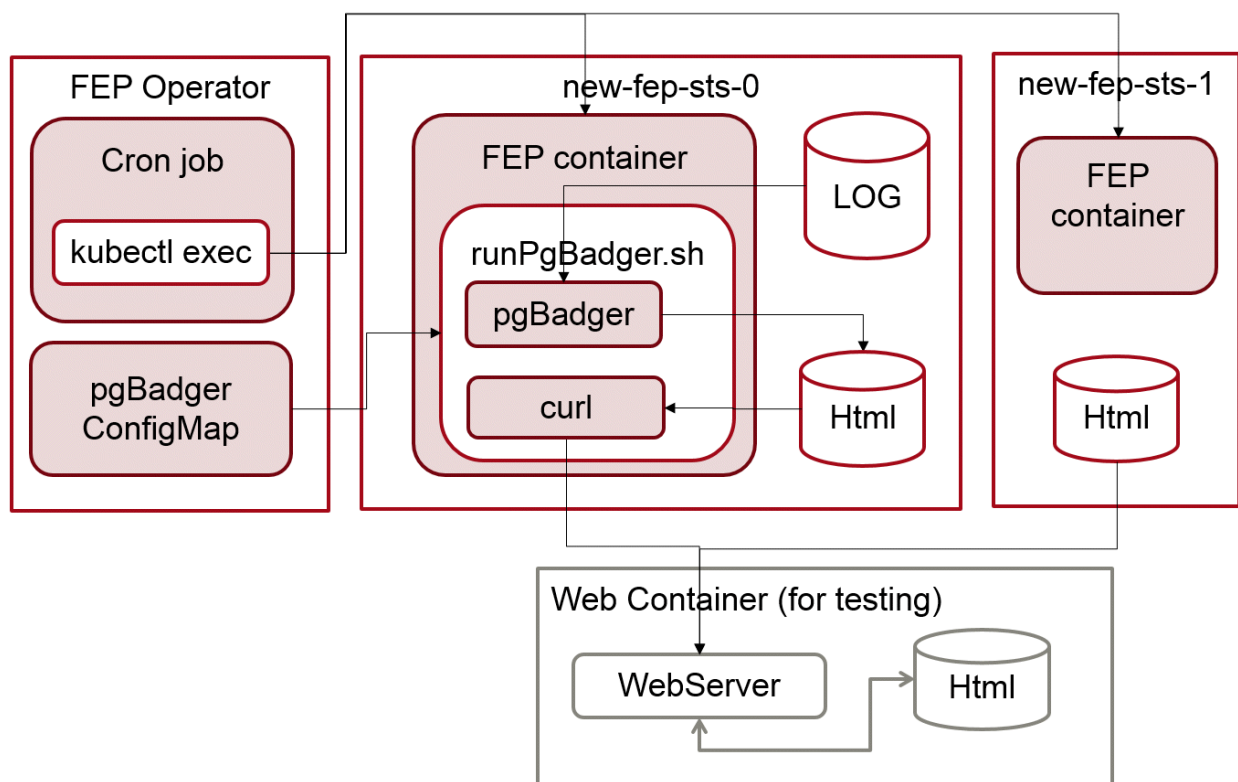 FEP Operator
Cron job
kubectl exec
pgBadger
ConfigMap
new-fep-sts-0
FEP container
LOG
runPgBadger.sh
pgBadger
curl
Html
new-fep-sts-1
FEP
container
Html
Web Container (for testing)
WebServer
Html